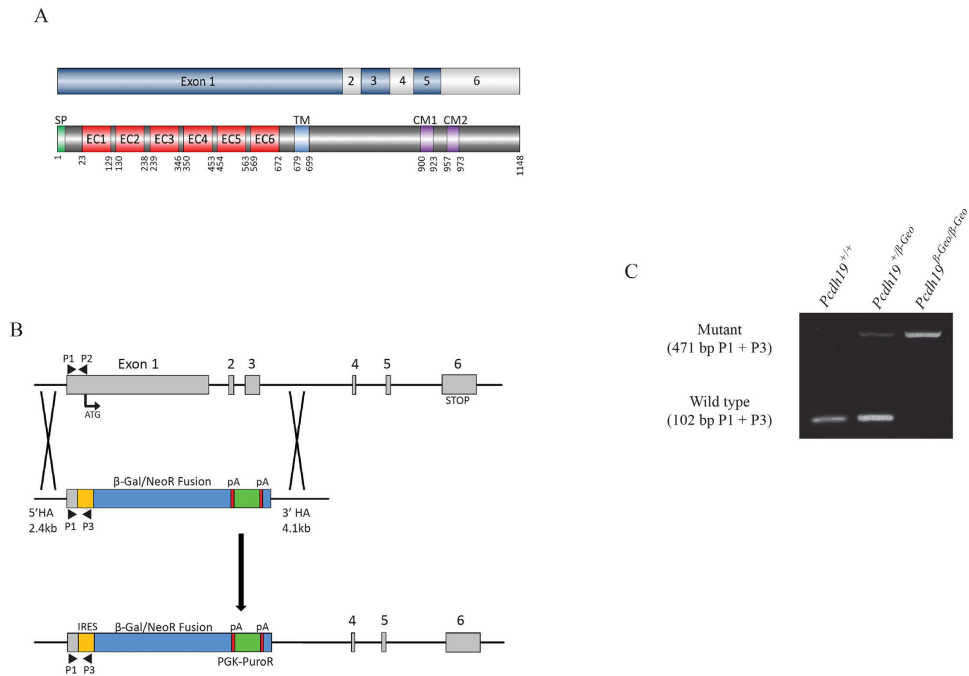 A
Exon 1 2 3 4 5 6
SP TM CM1 CM2
EC1 EC2 EC3 EC4 EC5 EC6
1 23 129 130 238 239 346 350 453 454 563 569 672 679 699 900 923 957 973 1148
B
P1 P2 Exon 1 2 3 4 5 6
ATG STOP
β-Gal/NeoR Fusion pA pA
5'HA 2.4kb P1 P3 3' HA 4.1kb
IRES β-Gal/NeoR Fusion pA pA 4 5 6
P1 P3 PGK-PuroR
C
Pcdh19+/+ Pcdh19+/β-Geo Pcdh19β-Geo/β-Geo
Mutant
(471 bp P1 + P3)
Wild type
(102 bp P1 + P3)